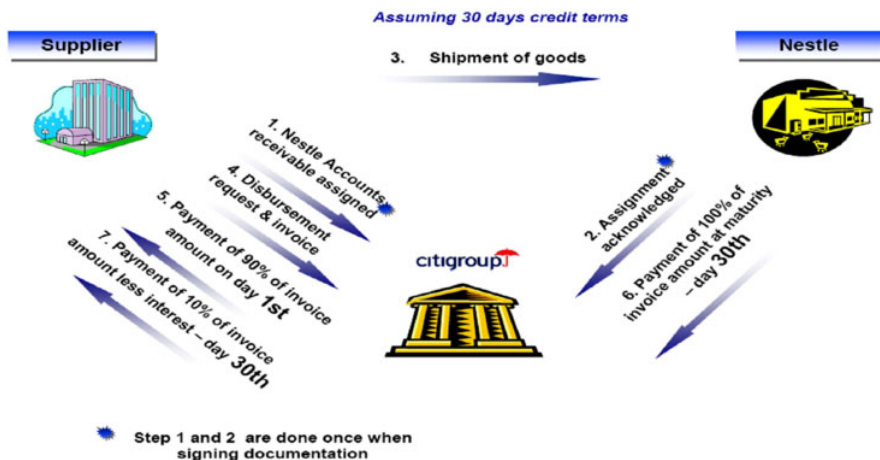 Assuming 30 days credit terms
Supplier
Nestle
3. Shipment of goods
1. Nestle Accounts
receivable assigned
4. Disbursement
request & invoice
5. Payment of 90% of invoice
amount on day 1st
7. Payment of 10% of invoice
amount less interest – day 30th
2. Assignment
acknowledged
6. Payment of 100% of
invoice amount at maturity
– day 30th
citigroup
Step 1 and 2 are done once when
signing documentation